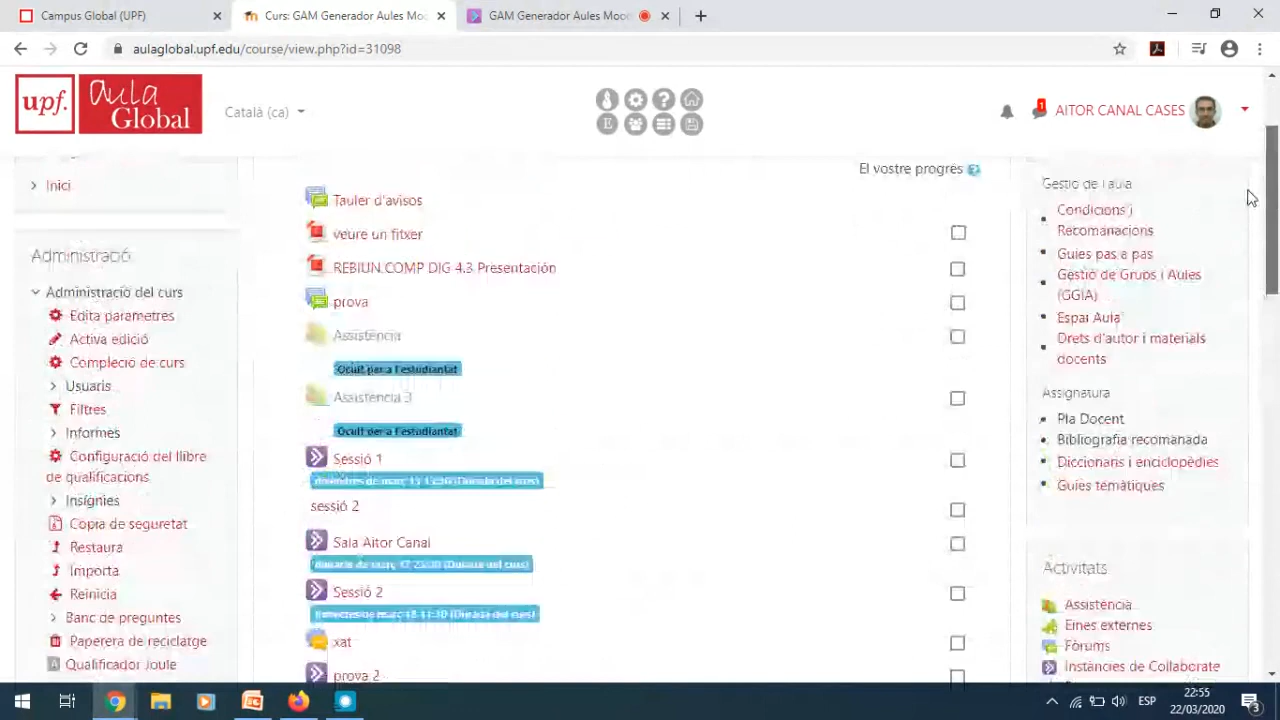 Campus Global (UPF)
Curs: GAM Generador Aules Moo
GAM Generador Aules Moo
aulaglobal.upf.edu/course/view.php?id=31098
upf.
aula
Global
Català (ca)
E
1
AITOR CANAL CASES
Inici
Administració
Administració del curs
Edita paràmetres
Activa edició
Compleció de curs
Usuaris
Filtres
Informes
Configuració del llibre
de qualificacions
Insígnies
Còpia de seguretat
Restaura
Importa
Reinicia
Banc de preguntes
Paperera de reciclatge
Qualificador Joule
El vostre progrés
Tauler d'avisos
veure un fitxer
REBIUN COMP DIG 4.3 Presentación
prova
Assistència
Ocult per a l'estudiantat
Assistència 3
Ocult per a l'estudiantat
Sessió 1
sessió 2
Sala Aitor Canal
Sessió 2
xat
prova 2
Gestió de l'aula
Condicions i
Recomanacions
Guies pas a pas
Gestió de Grups i Aules
(GGIA)
Espai Aula
Drets d'autor i materials
docents
Assignatura
Pla Docent
Bibliografia recomanada
Diccionaris i enciclopèdies
Guies temàtiques
Activitats
Assistència
Eines externes
Fòrums
Instàncies de Collaborate
ESP
22:55
22/03/2020
3